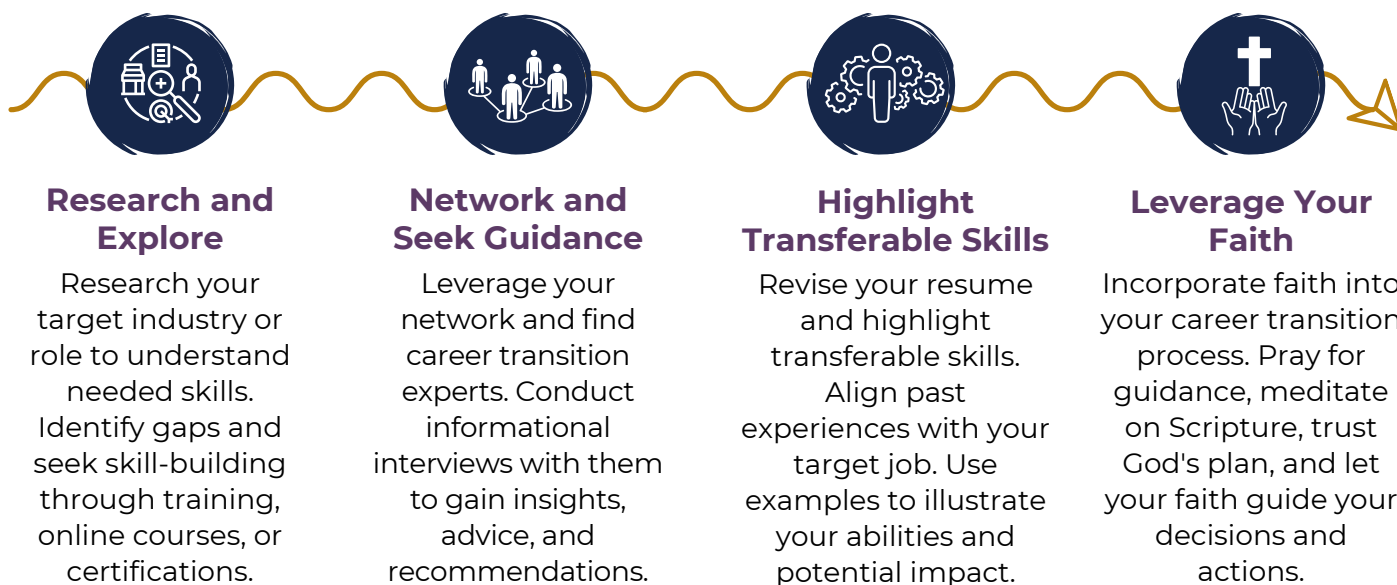 Research and
Explore
Research your
target industry or
role to understand
needed skills.
Identify gaps and
seek skill-building
through training,
online courses, or
certifications.
Network and
Seek Guidance
Leverage your
network and find
career transition
experts. Conduct
informational
interviews with them
to gain insights,
advice, and
recommendations.
Highlight
Transferable Skills
Revise your resume
and highlight
transferable skills.
Align past
experiences with your
target job. Use
examples to illustrate
your abilities and
potential impact.
Leverage Your
Faith
Incorporate faith into
your career transition
process. Pray for
guidance, meditate
on Scripture, trust
God's plan, and let
your faith guide your
decisions and
actions.